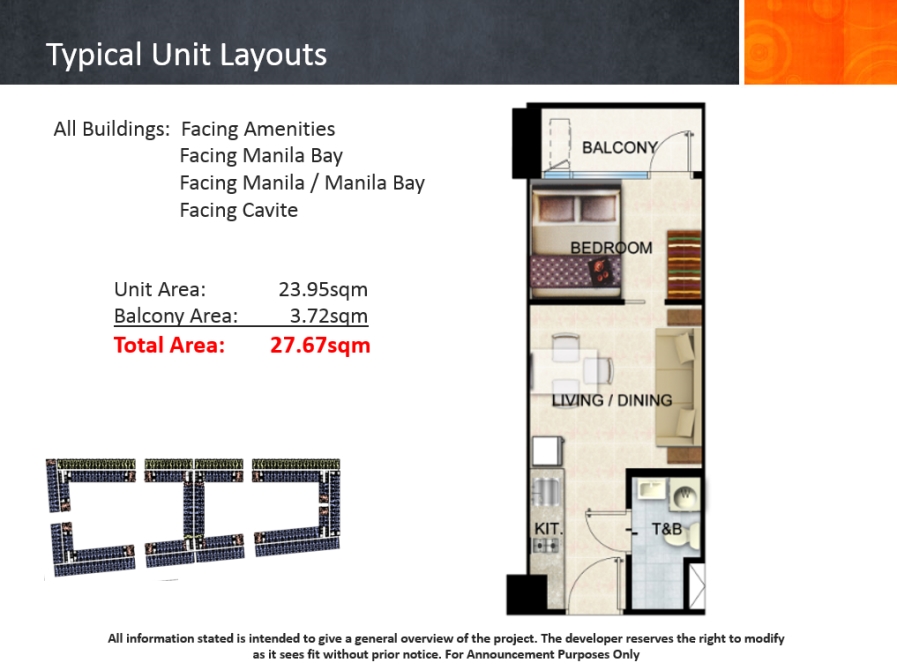 Typical Unit Layouts
All Buildings: Facing Amenities
Facing Manila Bay
Facing Manila / Manila Bay
Facing Cavite
Unit Area: 23.95sqm
Balcony Area: 3.72sqm
Total Area: 27.67sqm
BALCONY
BEDROOM
LIVING / DINING
KIT.
T&B
W
All information stated is intended to give a general overview of the project. The developer reserves the right to modify
as it sees fit without prior notice. For Announcement Purposes Only